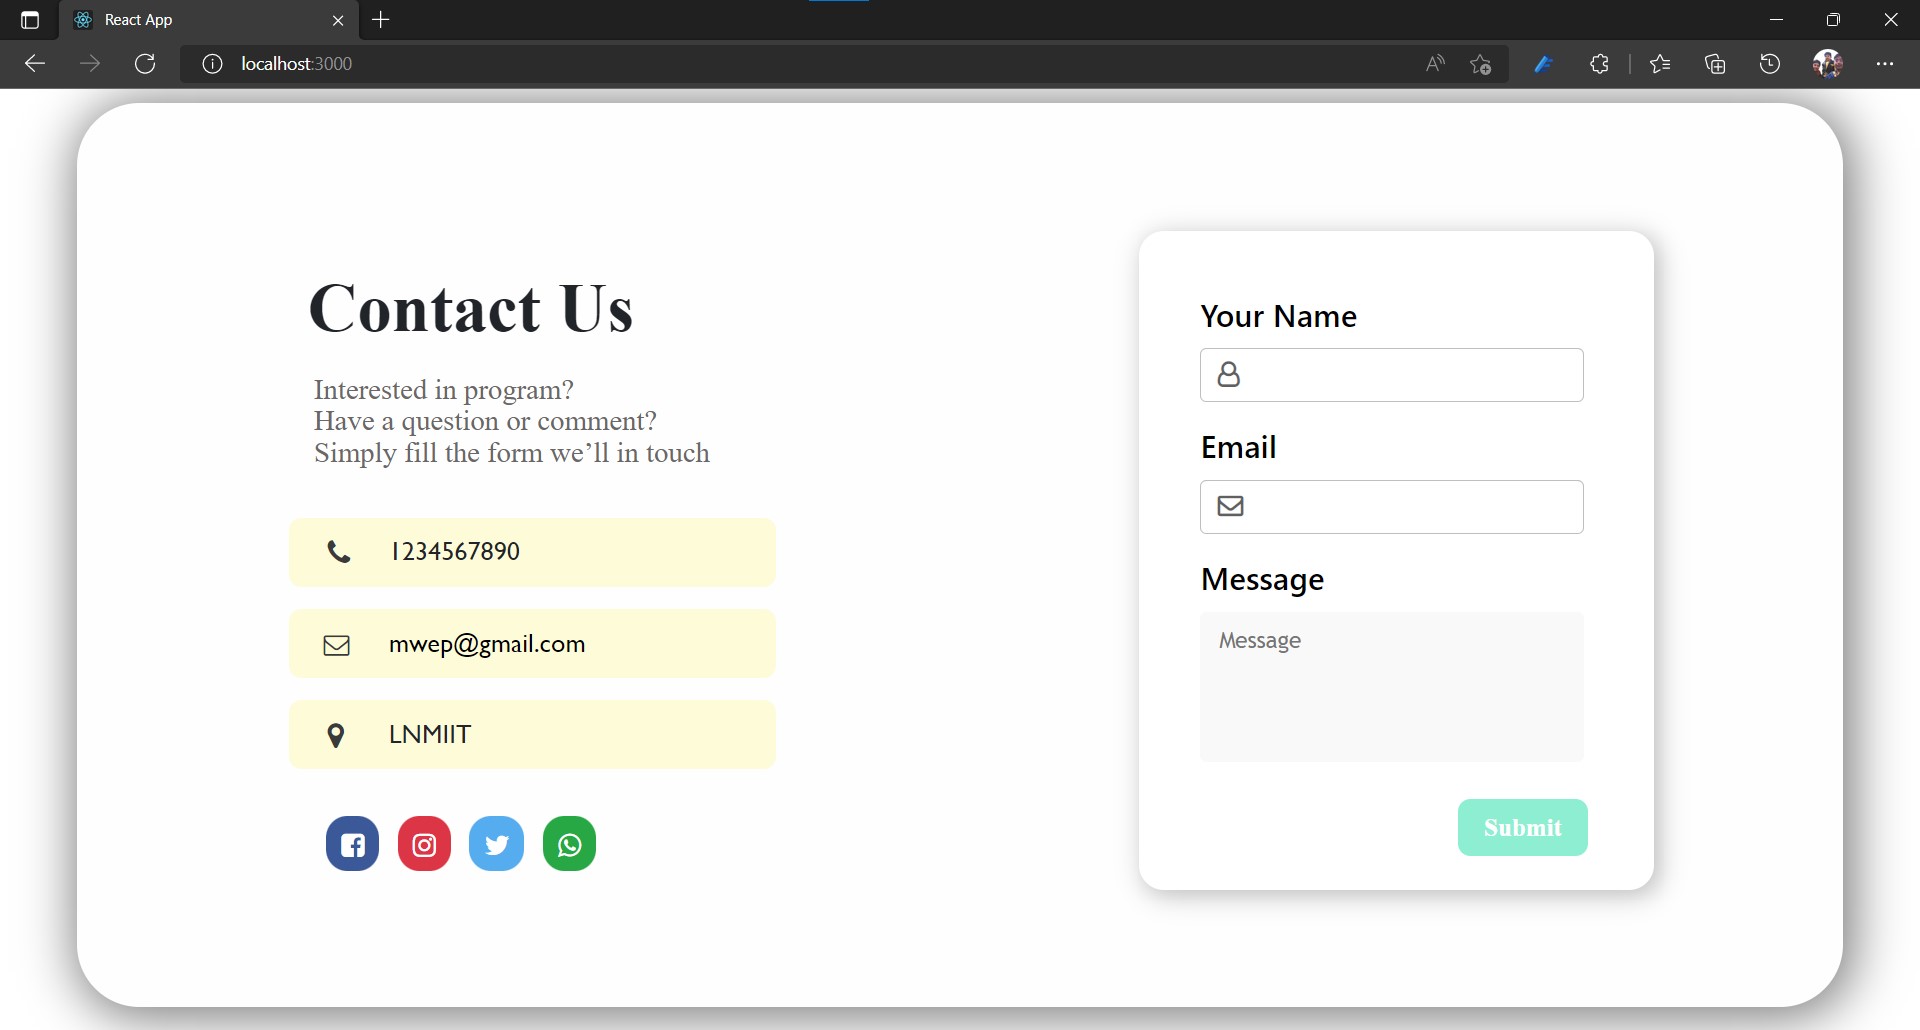 React App
localhost:3000
Contact Us
Interested in program?
Have a question or comment?
Simply fill the form we’ll in touch
1234567890
mwep@gmail.com
LNMIIT
Your Name
Email
Message
Message
Submit